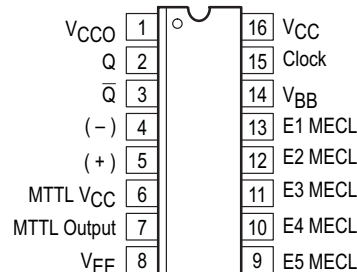 VCCO 1 16 VCC
Q 2 15 Clock
Q̅ 3 14 VBB
( – ) 4 13 E1 MECL
( + ) 5 12 E2 MECL
MTTL VCC 6 11 E3 MECL
MTTL Output 7 10 E4 MECL
VEE 8 9 E5 MECL